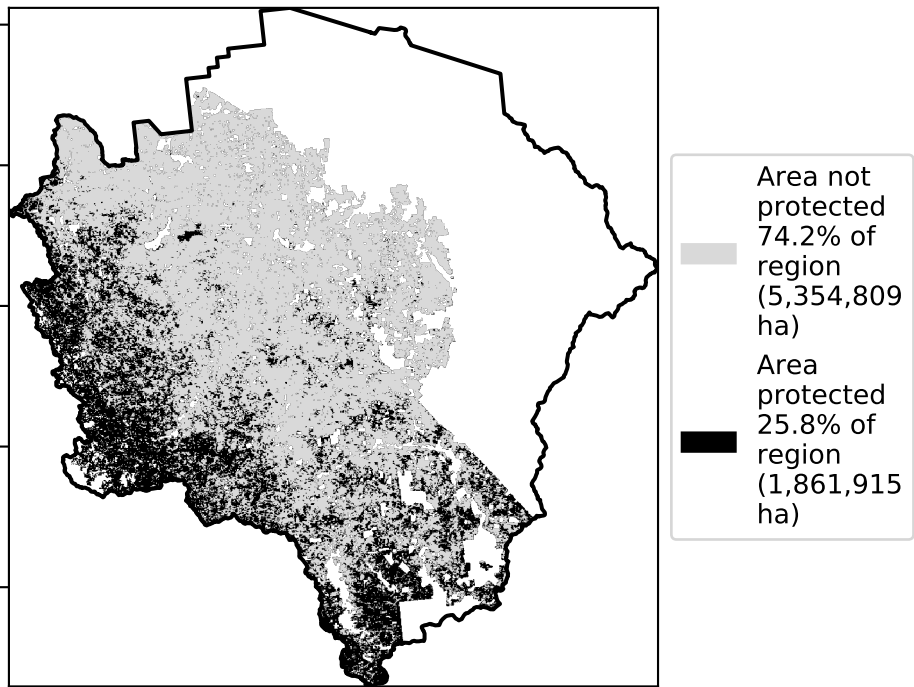 Area not
protected
74.2% of
region
(5,354,809
ha)
Area
protected
25.8% of
region
(1,861,915
ha)